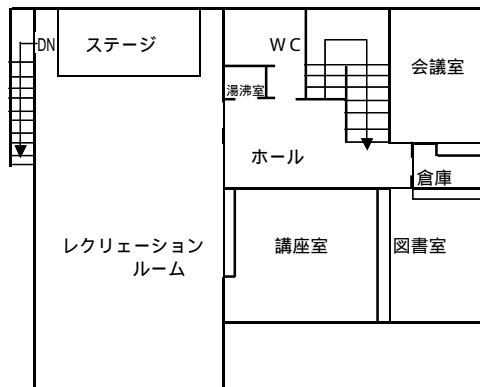 DN
ステージ
WC
会議室
湯沸室
ホール
倉庫
レクリェーション
ルーム
講座室
図書室